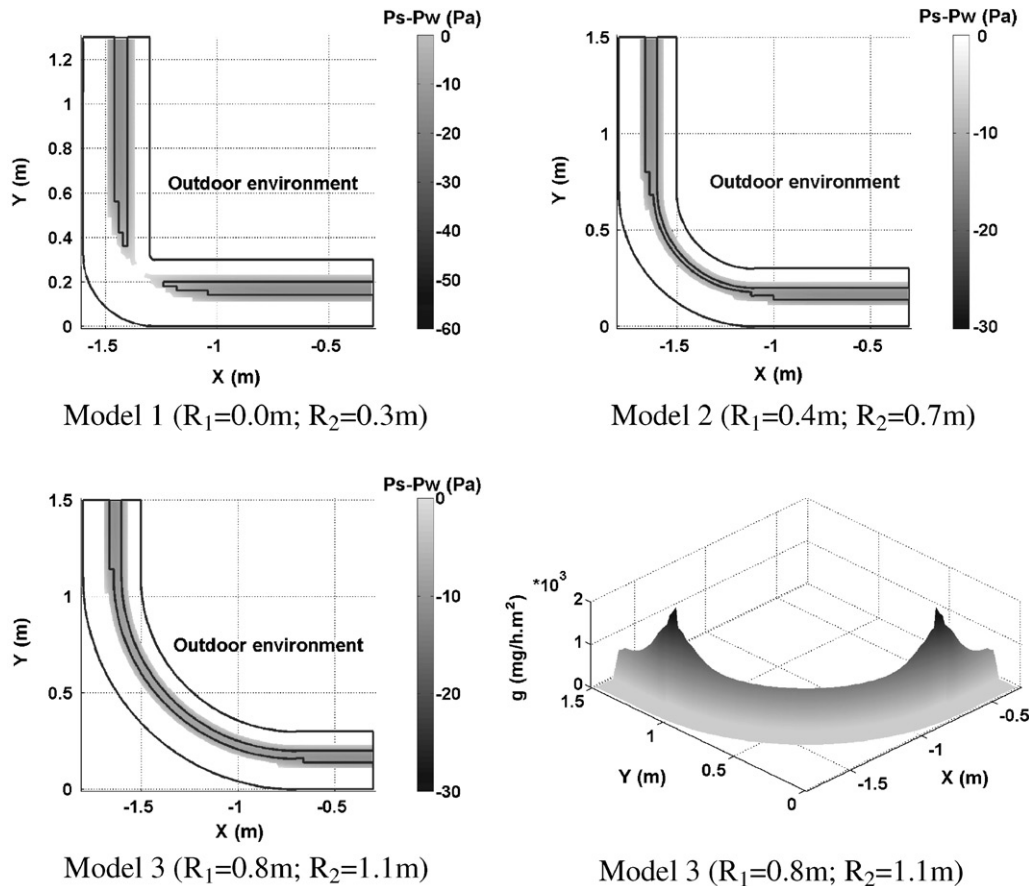 Ps-Pw (Pa)
0
-10
-20
-30
-40
-50
-60
1.2
1
0.8
0.6
0.4
0.2
0
Y (m)
Outdoor environment
-1.5
-1
-0.5
X (m)
Model 1 (R₁=0.0m; R₂=0.3m)
Ps-Pw (Pa)
0
-10
-20
-30
1.5
1
0.5
0
Y (m)
Outdoor environment
-1.5
-1
-0.5
X (m)
Model 2 (R₁=0.4m; R₂=0.7m)
Ps-Pw (Pa)
0
-10
-20
-30
1.5
1
0.5
0
Y (m)
Outdoor environment
-1.5
-1
-0.5
X (m)
Model 3 (R₁=0.8m; R₂=1.1m)
*10³
2
1
0
g (mg/h.m²)
1.5
1
0.5
0
Y (m)
-0.5
-1
-1.5
X (m)
Model 3 (R₁=0.8m; R₂=1.1m)